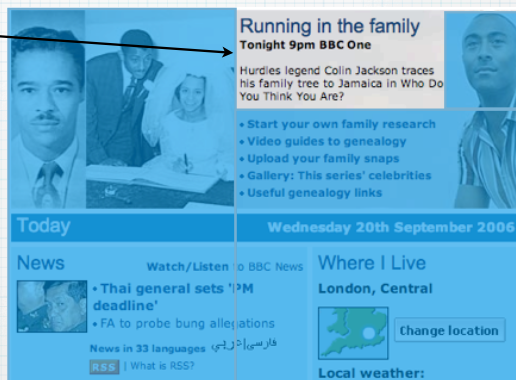 Running in the family
Tonight 9pm BBC One
Hurdles legend Colin Jackson traces
his family tree to Jamaica in Who Do
You Think You Are?
• Start your own family research
• Video guides to genealogy
• Upload your family snaps
• Gallery: This series' celebrities
• Useful genealogy links
Today
Wednesday 20th September 2006
News
Watch/Listen to BBC News
• Thai general sets 'PM
deadline'
• FA to probe bung allegations
News in 33 languages فارسی|عربي
RSS | What is RSS?
Where I Live
London, Central
Change location
Local weather: